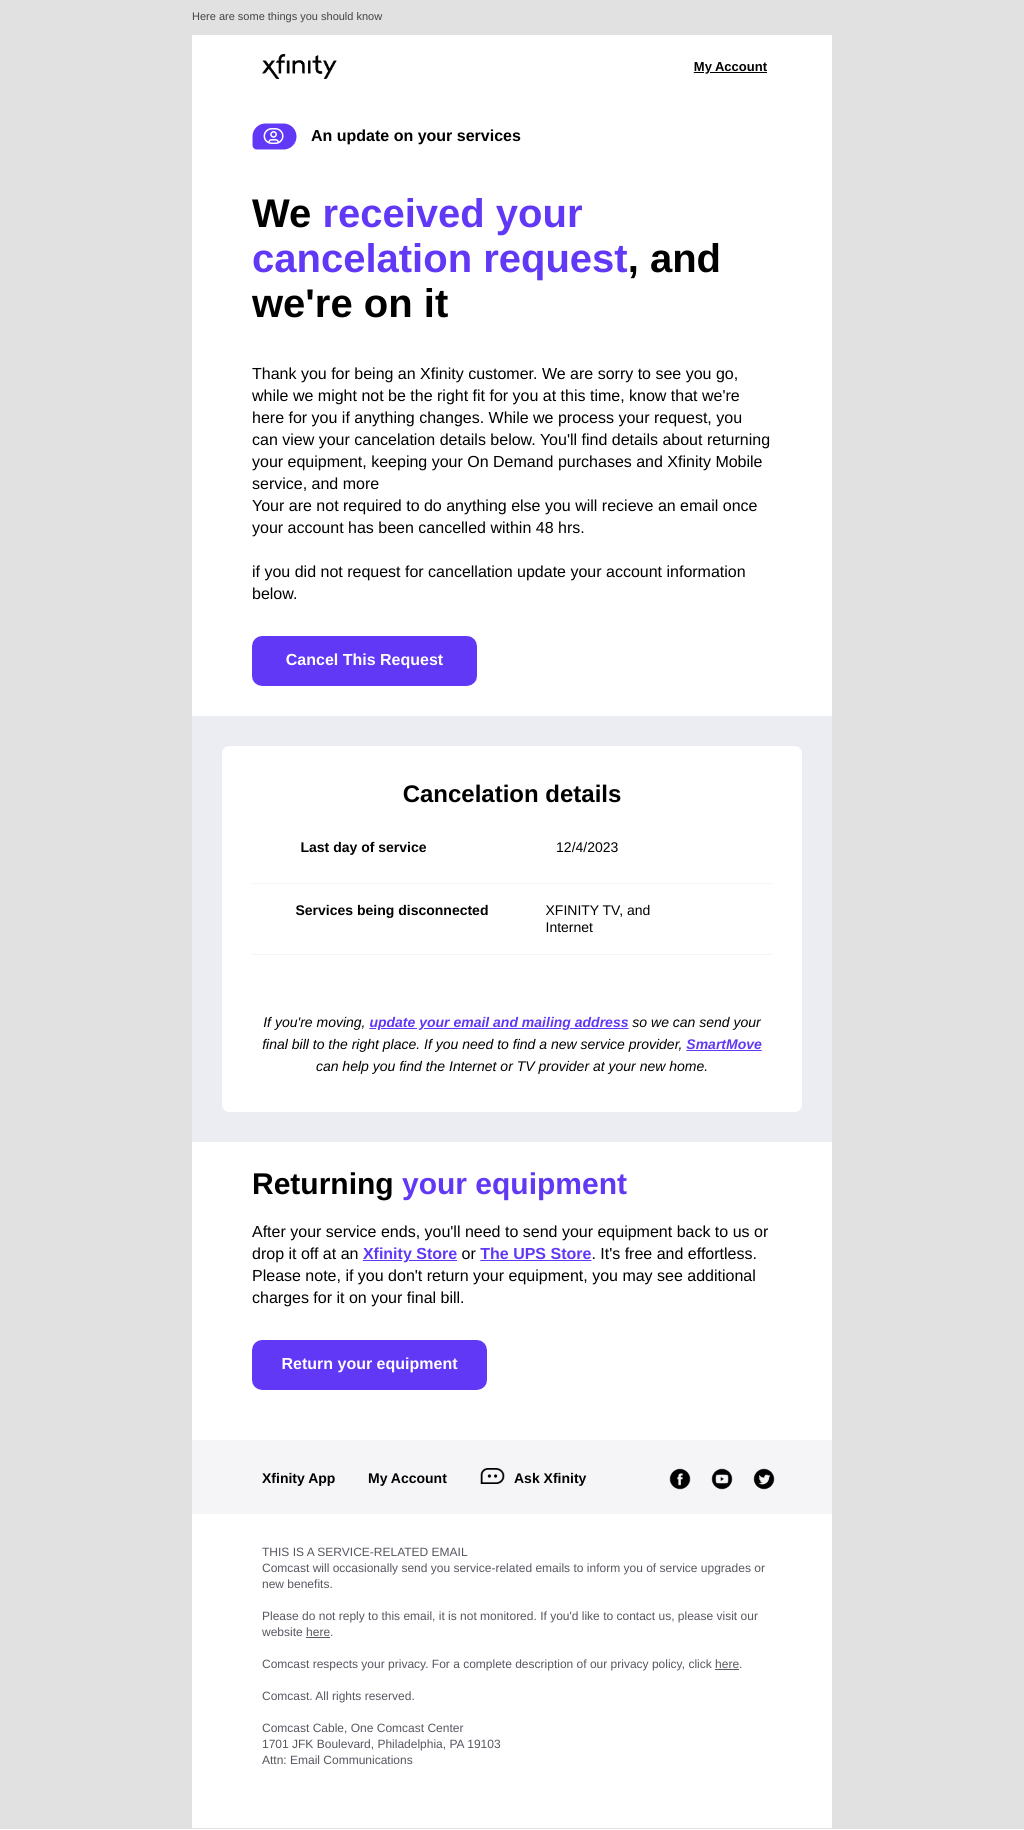 Here are some things you should know
xfinity
My Account
An update on your services
We received your
cancelation request, and
we're on it
Thank you for being an Xfinity customer. We are sorry to see you go,
while we might not be the right fit for you at this time, know that we're
here for you if anything changes. While we process your request, you
can view your cancelation details below. You'll find details about returning
your equipment, keeping your On Demand purchases and Xfinity Mobile
service, and more
Your are not required to do anything else you will recieve an email once
your account has been cancelled within 48 hrs.
if you did not request for cancellation update your account information
below.
Cancel This Request
Cancelation details
Last day of service
12/4/2023
Services being disconnected
XFINITY TV, and
Internet
If you're moving, update your email and mailing address so we can send your
final bill to the right place. If you need to find a new service provider, SmartMove
can help you find the Internet or TV provider at your new home.
Returning your equipment
After your service ends, you'll need to send your equipment back to us or
drop it off at an Xfinity Store or The UPS Store. It's free and effortless.
Please note, if you don't return your equipment, you may see additional
charges for it on your final bill.
Return your equipment
Xfinity App
My Account
Ask Xfinity
THIS IS A SERVICE-RELATED EMAIL
Comcast will occasionally send you service-related emails to inform you of service upgrades or
new benefits.
Please do not reply to this email, it is not monitored. If you'd like to contact us, please visit our
website here.
Comcast respects your privacy. For a complete description of our privacy policy, click here.
Comcast. All rights reserved.
Comcast Cable, One Comcast Center
1701 JFK Boulevard, Philadelphia, PA 19103
Attn: Email Communications